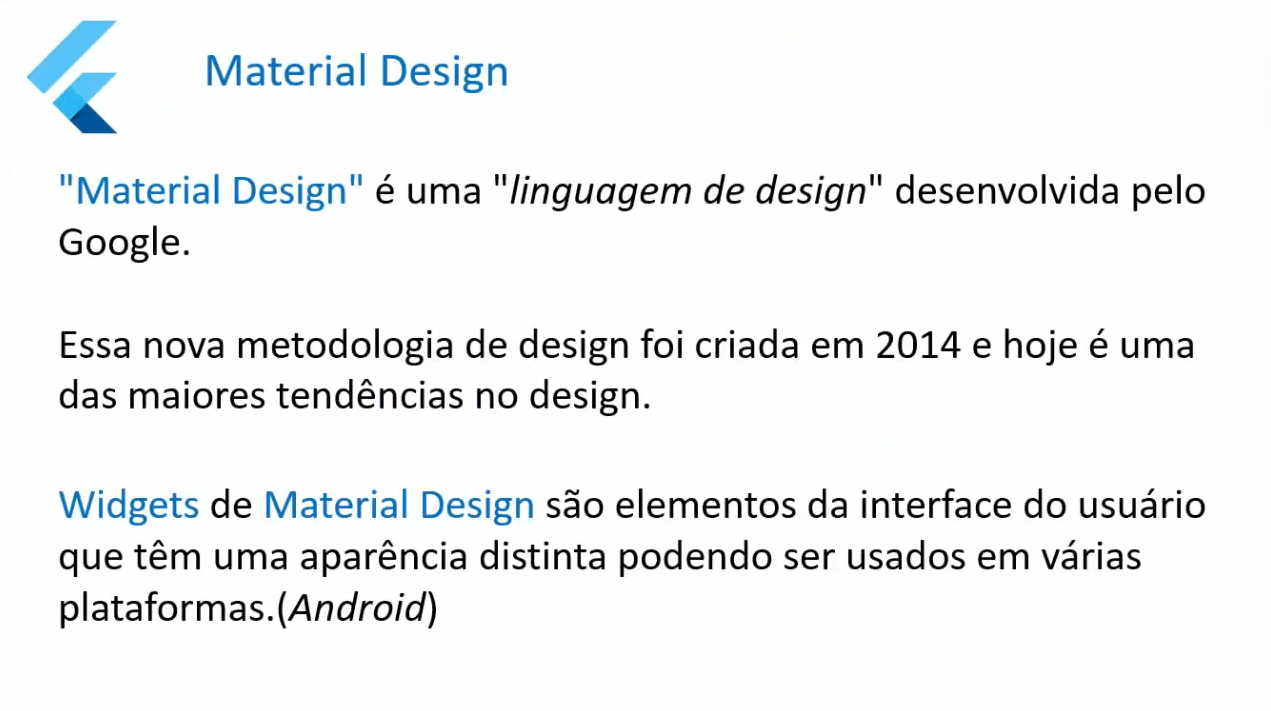 Material Design
"Material Design" é uma "linguagem de design" desenvolvida pelo
Google.
Essa nova metodologia de design foi criada em 2014 e hoje é uma
das maiores tendências no design.
Widgets de Material Design são elementos da interface do usuário
que têm uma aparência distinta podendo ser usados em várias
plataformas.(Android)